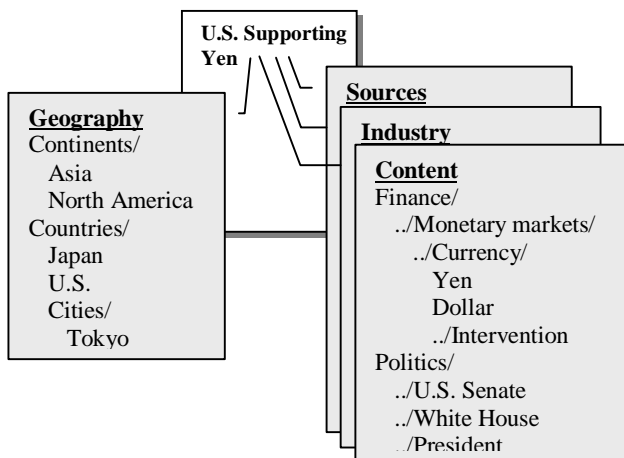 U.S. Supporting
Yen
Geography
Continents/
Asia
North America
Countries/
Japan
U.S.
Cities/
Tokyo
Sources
Industry
Content
Finance/
../Monetary markets/
../Currency/
Yen
Dollar
../Intervention
Politics/
../U.S. Senate
../White House
../President